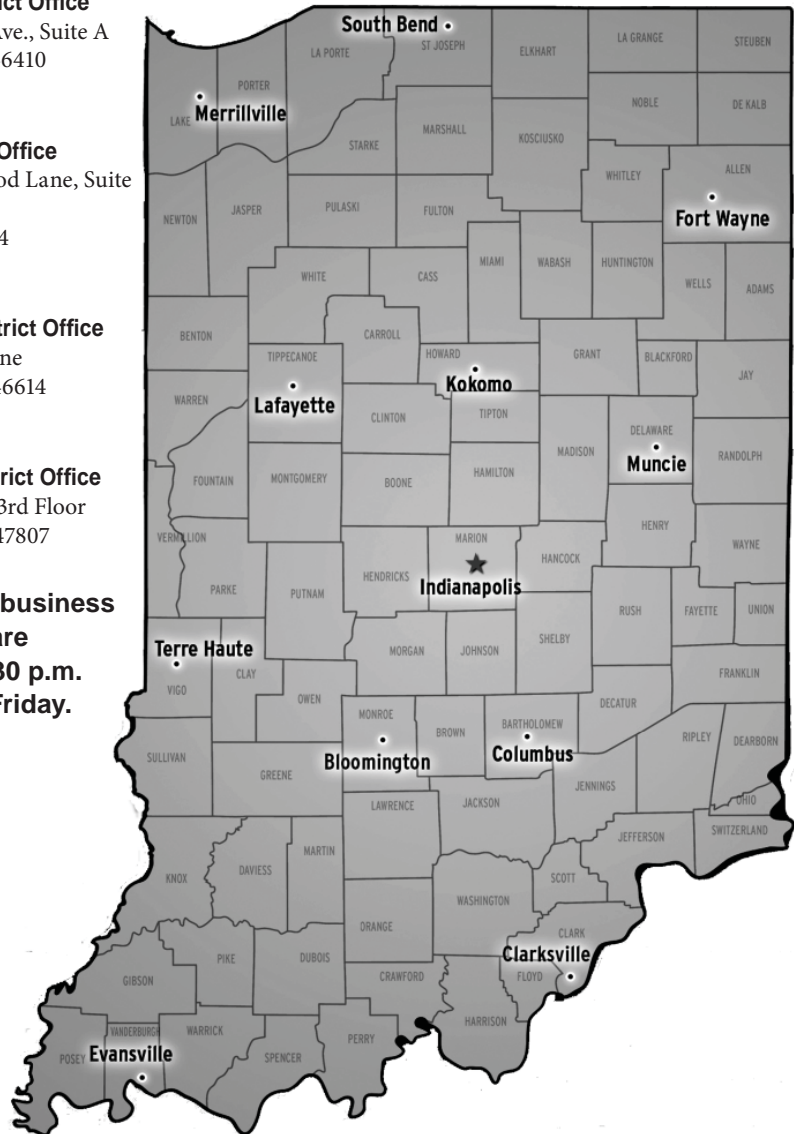 ct Office
Ave., Suite A
6410
Office
od Lane, Suite
4
trict Office
ne
46614
rict Office
3rd Floor
47807
business
are
30 p.m.
Friday.
South Bend
LA PORTE
ST JOSEPH
ELKHART
LA GRANGE
STEUBEN
PORTER
LAKE
Merrillville
STARKE
MARSHALL
KOSCIUSKO
NOBLE
DE KALB
WHITLEY
ALLEN
Fort Wayne
NEWTON
JASPER
PULASKI
FULTON
MIAMI
WABASH
HUNTINGTON
WELLS
ADAMS
WHITE
CASS
BENTON
CARROLL
TIPPECANOE
HOWARD
GRANT
BLACKFORD
JAY
Lafayette
Kokomo
WARREN
CLINTON
TIPTON
MADISON
DELAWARE
Muncie
RANDOLPH
FOUNTAIN
MONTGOMERY
BOONE
HAMILTON
VERMILLION
MARION
HENRY
WAYNE
HANCOCK
PARKE
PUTNAM
HENDRICKS
Indianapolis
RUSH
FAYETTE
UNION
Terre Haute
VIGO
CLAY
MORGAN
JOHNSON
SHELBY
FRANKLIN
OWEN
MONROE
BROWN
BARTHOLOMEW
DECATUR
RIPLEY
DEARBORN
SULLIVAN
GREENE
Bloomington
Columbus
JENNINGS
LAWRENCE
JACKSON
OHIO
SWITZERLAND
JEFFERSON
KNOX
DAVIESS
MARTIN
SCOTT
WASHINGTON
ORANGE
CLARK
Clarksville
FLOYD
GIBSON
PIKE
DUBOIS
CRAWFORD
HARRISON
POSEY
VANDERBURGH
WARRICK
SPENCER
PERRY
Evansville